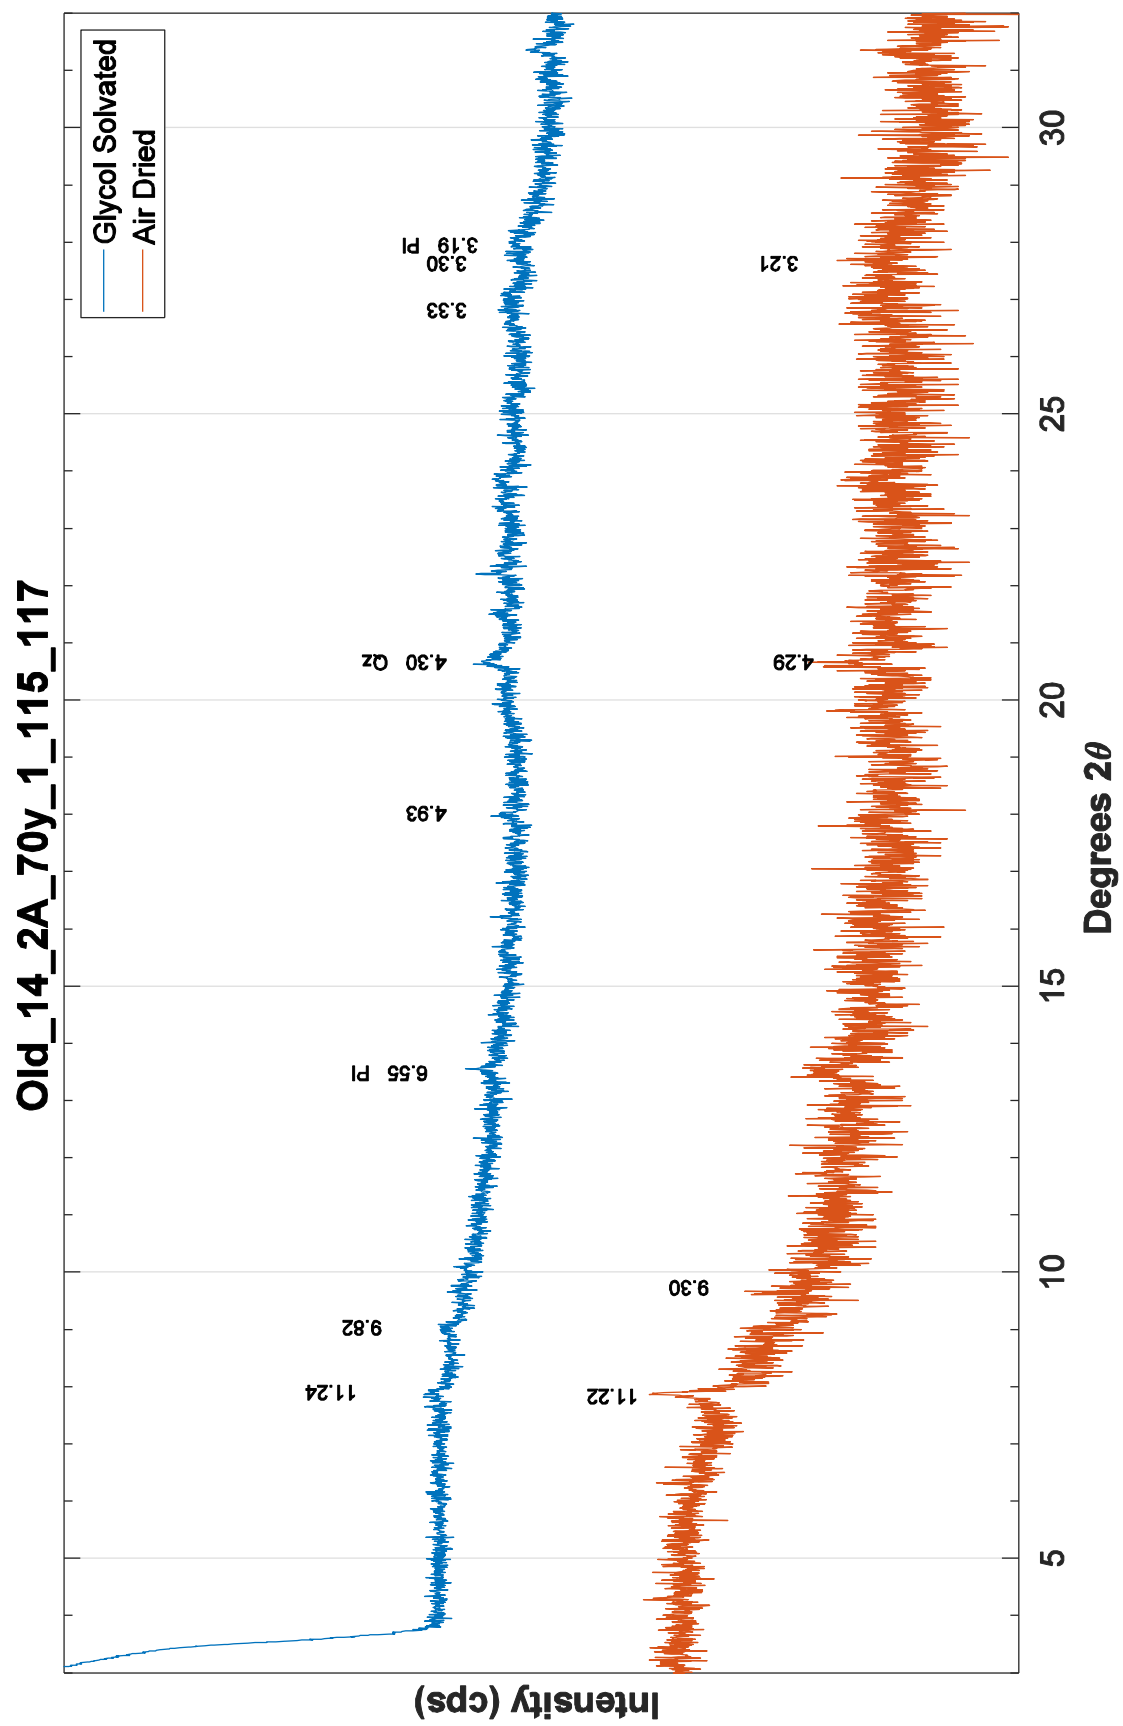 Old_14_2A_70y_1_115_117
Glycol Solvated
Air Dried
11.24
9.82
6.55 Pl
4.93
4.30 Qz
3.33
3.30
3.19 Pl
11.22
9.30
4.29
3.21
5
10
15
20
25
30
Degrees 2θ
Intensity (cps)